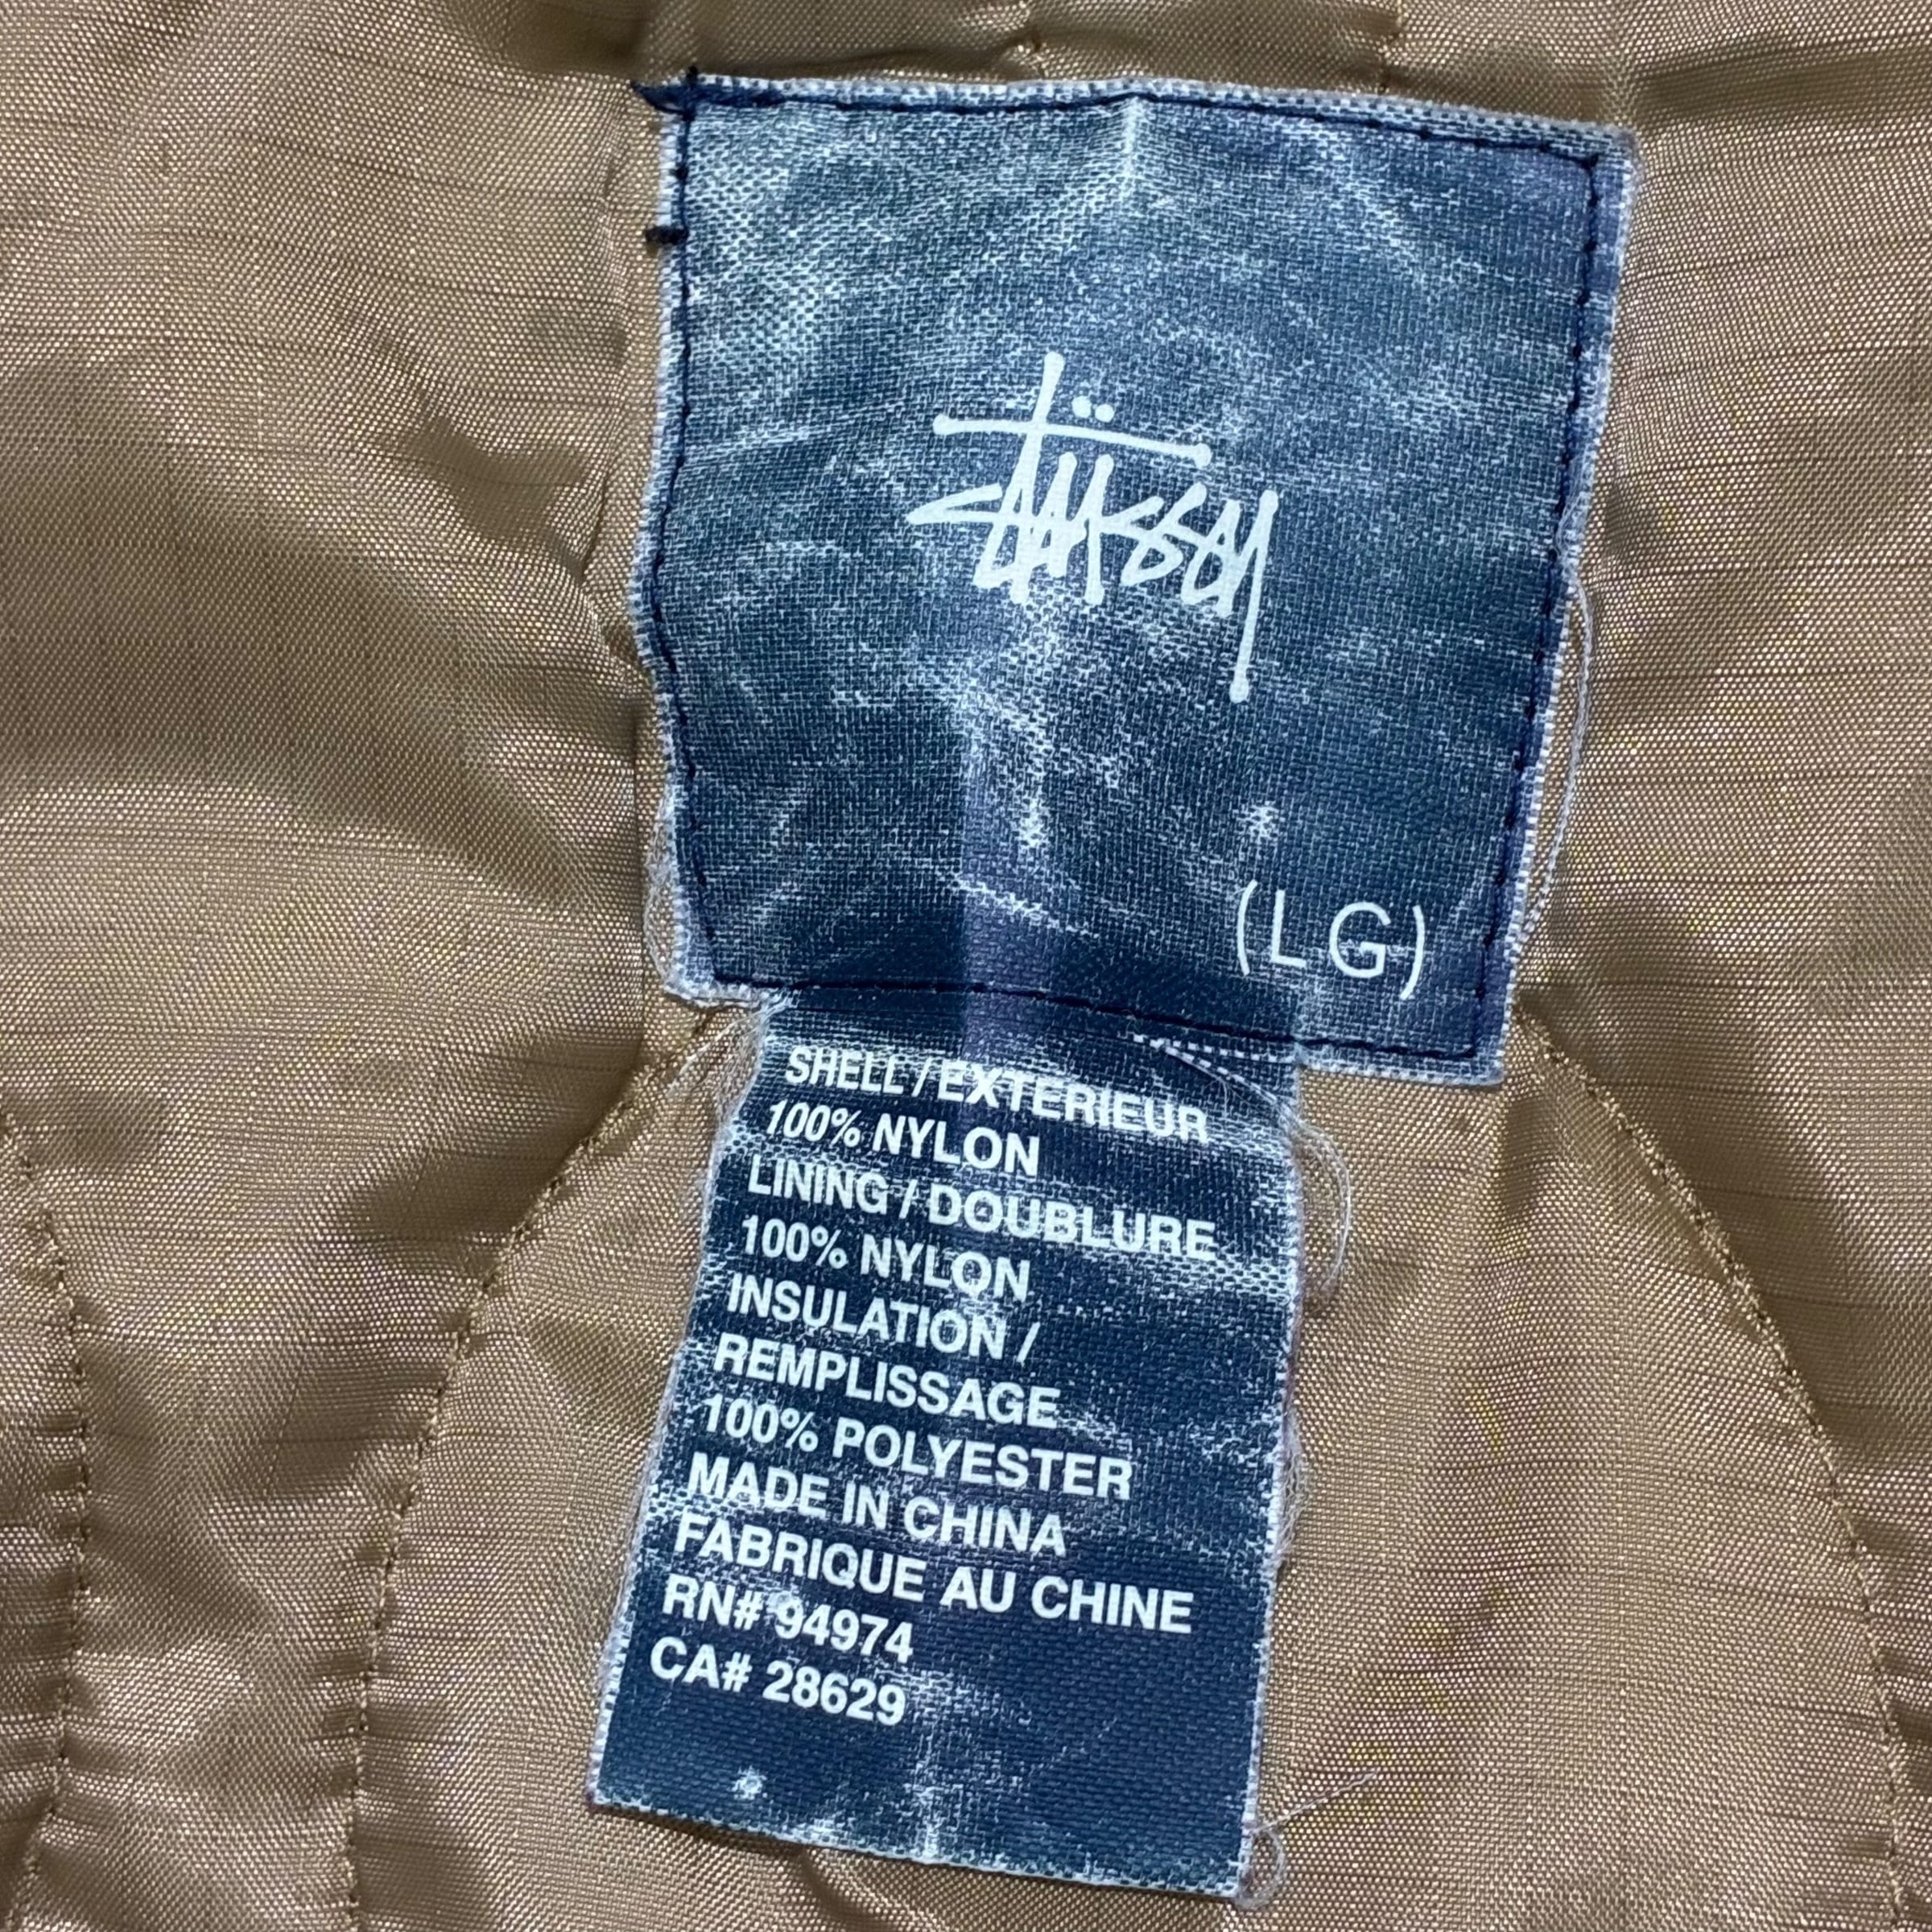 Stüssy
(LG)
SHELL / EXTERIEUR
100% NYLON
LINING / DOUBLURE
100% NYLON
INSULATION /
REMPLISSAGE
100% POLYESTER
MADE IN CHINA
FABRIQUE AU CHINE
RN# 94974
CA# 28629